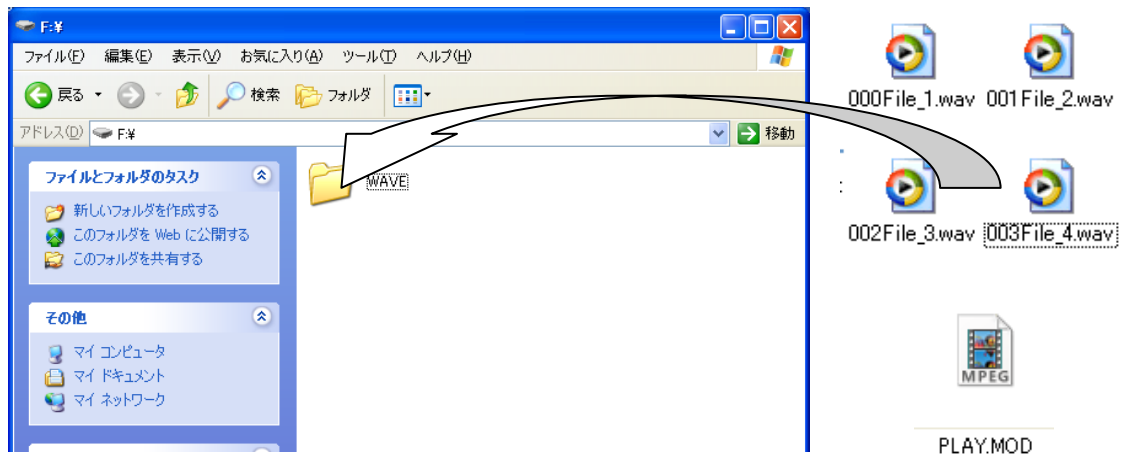 F:¥
ファイル(F) 編集(E) 表示(V) お気に入り(A) ツール(T) ヘルプ(H)
戻る 検索 フォルダ
アドレス(D) F:¥ 移動
ファイルとフォルダのタスク
新しいフォルダを作成する
このフォルダを Web に公開する
このフォルダを共有する
その他
マイ コンピュータ
マイ ドキュメント
マイ ネットワーク
WAVE
000File_1.wav 001File_2.wav
:
002File_3.wav 003File_4.wav
MPEG
PLAY.MOD